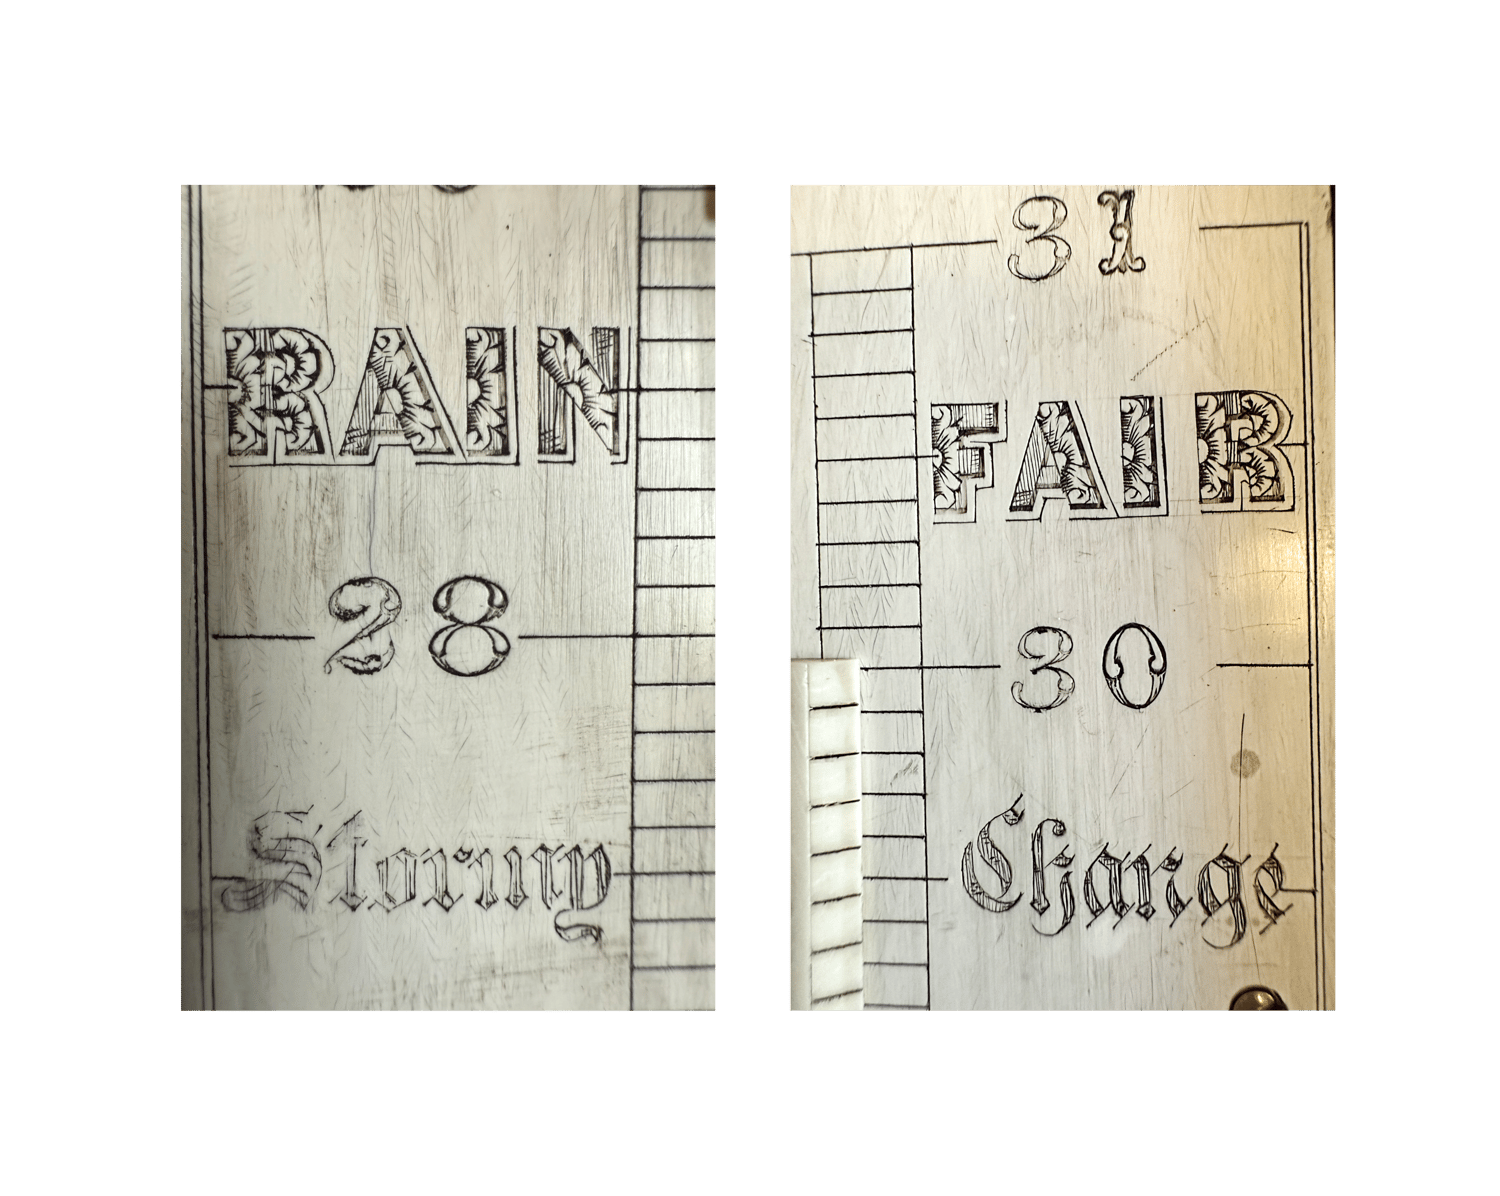 RAIN
28
Stormy
31
FAIR
30
Change